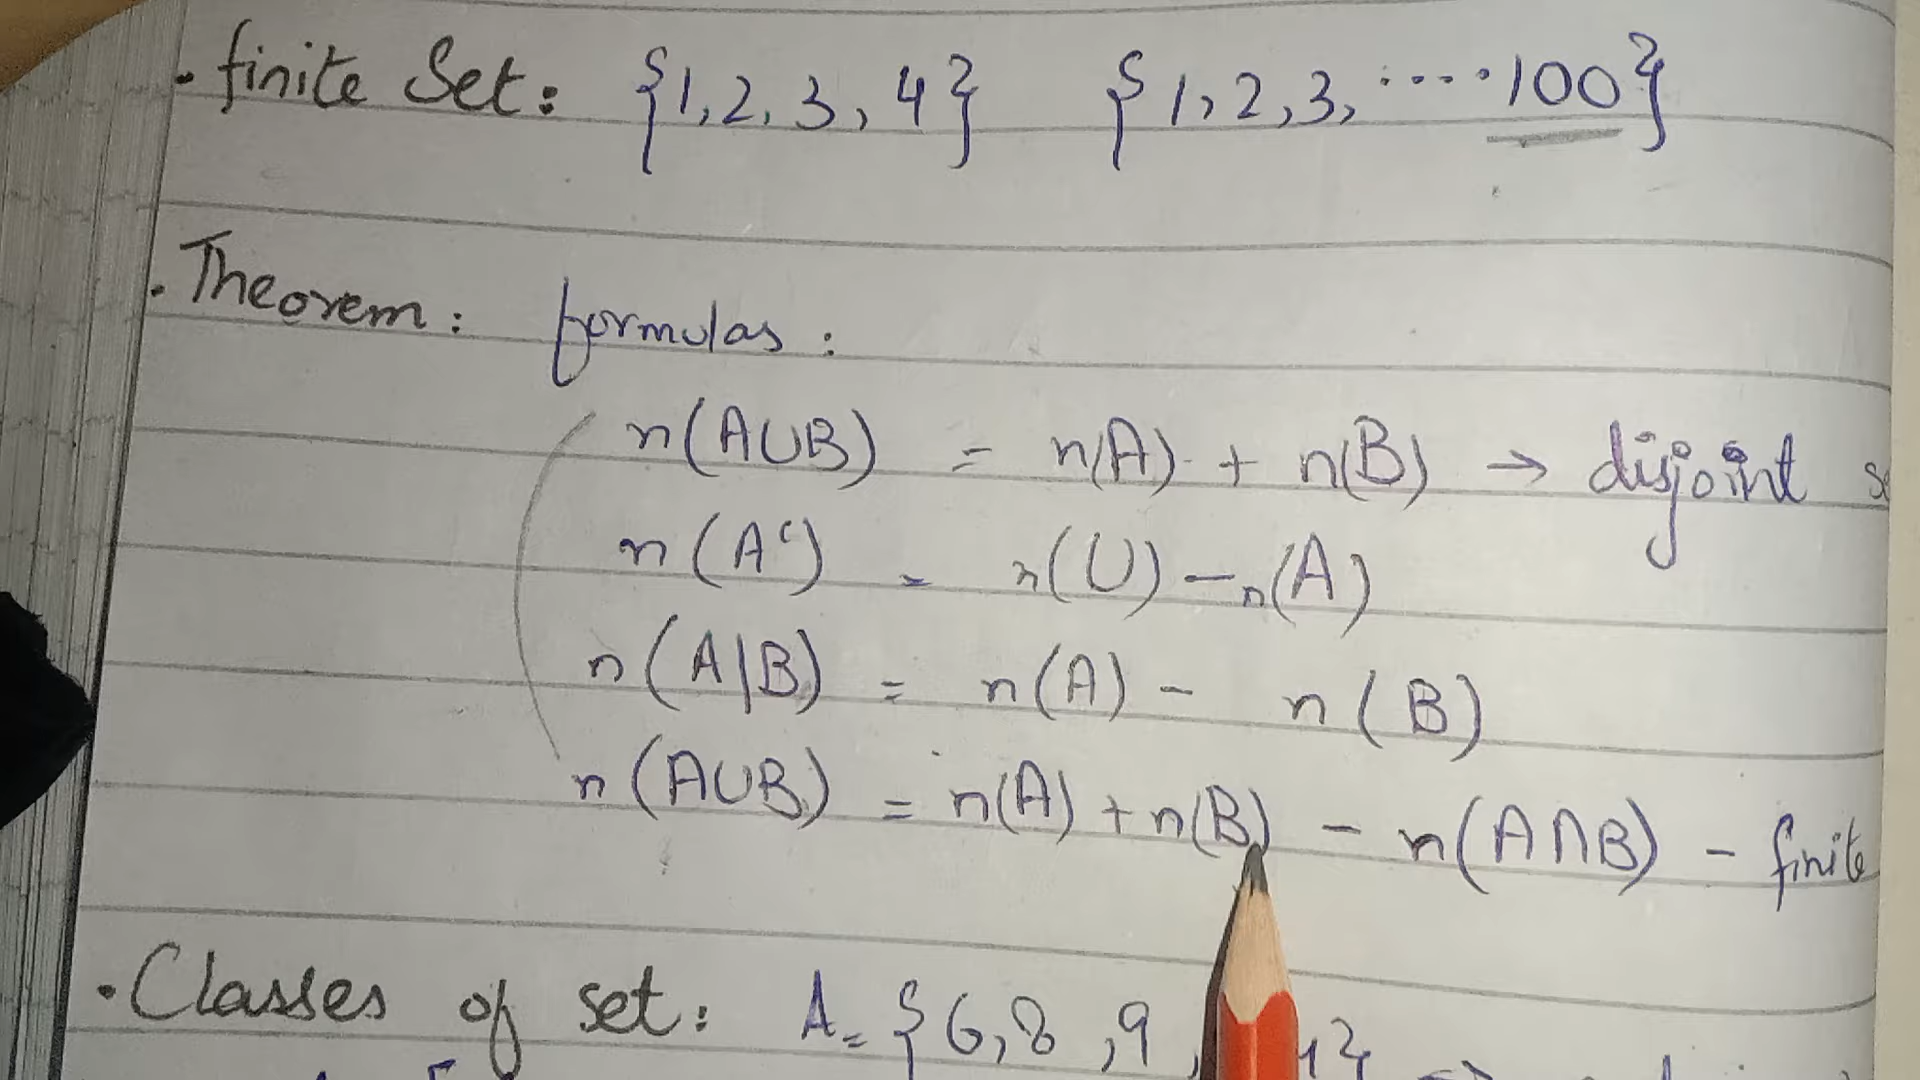 • finite Set: {1,2,3,4} {1,2,3,.....100}
• Theorem: formulas:
n(A∪B) = n(A) + n(B) → disjoint
n(Aᶜ) = n(U) - n(A)
n(A|B) = n(A) - n(B)
n(A∪B) = n(A) + n(B) - n(A∩B) - finite
• Classes of set: A = {6,8,9